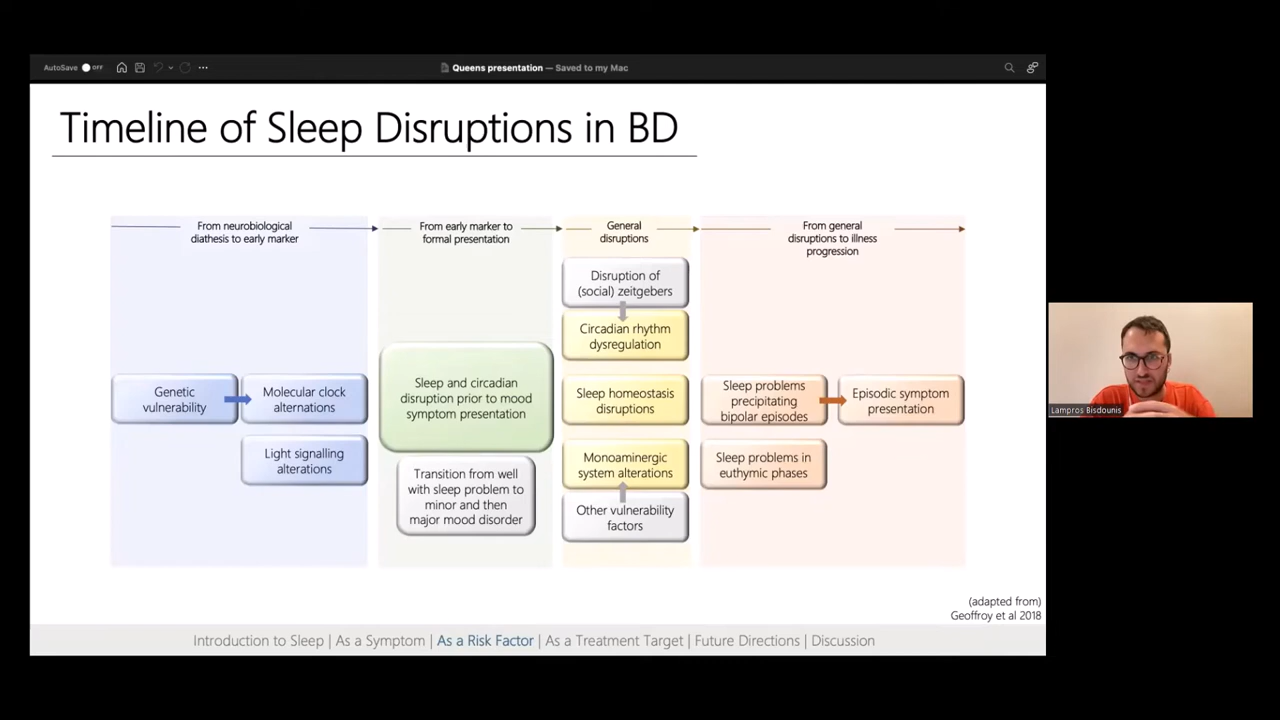 AutoSave OFF
Queens presentation — Saved to my Mac
Timeline of Sleep Disruptions in BD
From neurobiological
diathesis to early marker
From early marker to
formal presentation
General
disruptions
From general
disruptions to illness
progression
Genetic
vulnerability
Molecular clock
alternations
Light signalling
alterations
Sleep and circadian
disruption prior to mood
symptom presentation
Transition from well
with sleep problem to
minor and then
major mood disorder
Disruption of
(social) zeitgebers
Circadian rhythm
dysregulation
Sleep homeostasis
disruptions
Monoaminergic
system alterations
Other vulnerability
factors
Sleep problems
precipitating
bipolar episodes
Episodic symptom
presentation
Sleep problems in
euthymic phases
(adapted from)
Geoffroy et al 2018
Introduction to Sleep | As a Symptom | As a Risk Factor | As a Treatment Target | Future Directions | Discussion
Lampros Bisdounis